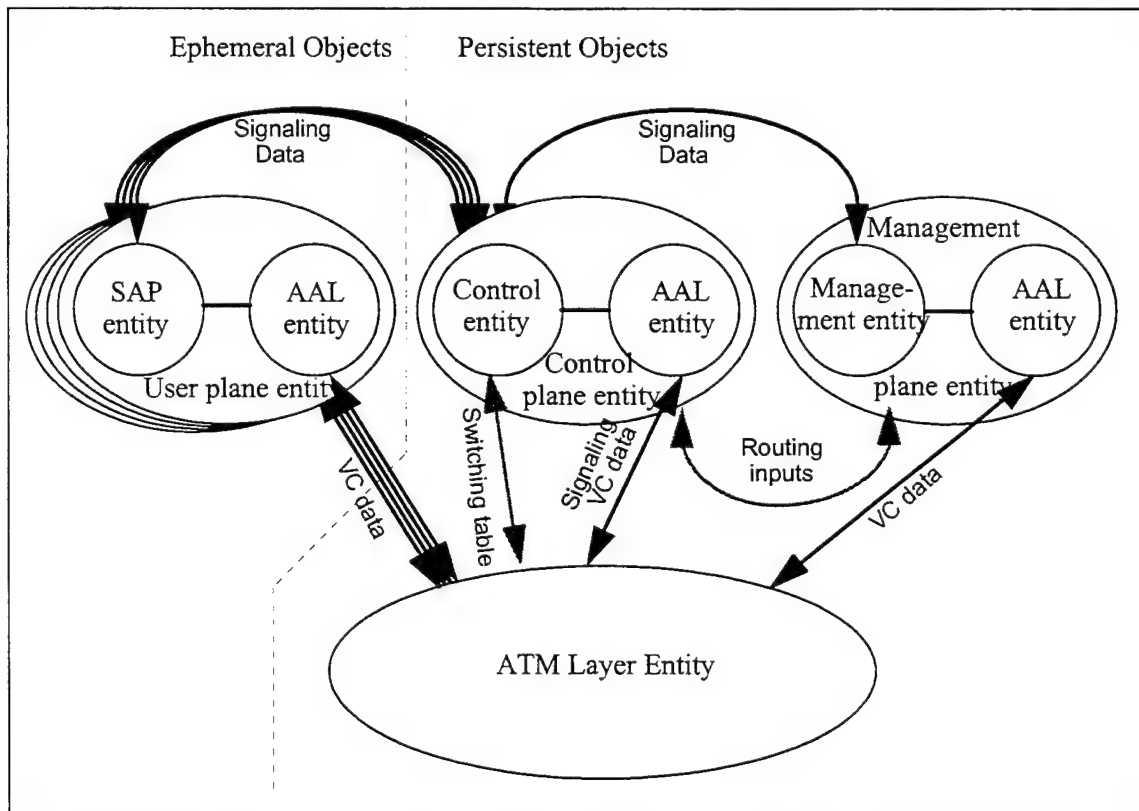 Ephemeral Objects
Persistent Objects
Signaling
Data
Signaling
Data
SAP
entity
AAL
entity
User plane entit
Control
entity
AAL
entity
Control
plane entity
Management
Manage-
ment entity
AAL
entity
plane entity
VC data
Switching table
Signaling
VC data
Routing
inputs
VC data
ATM Layer Entity